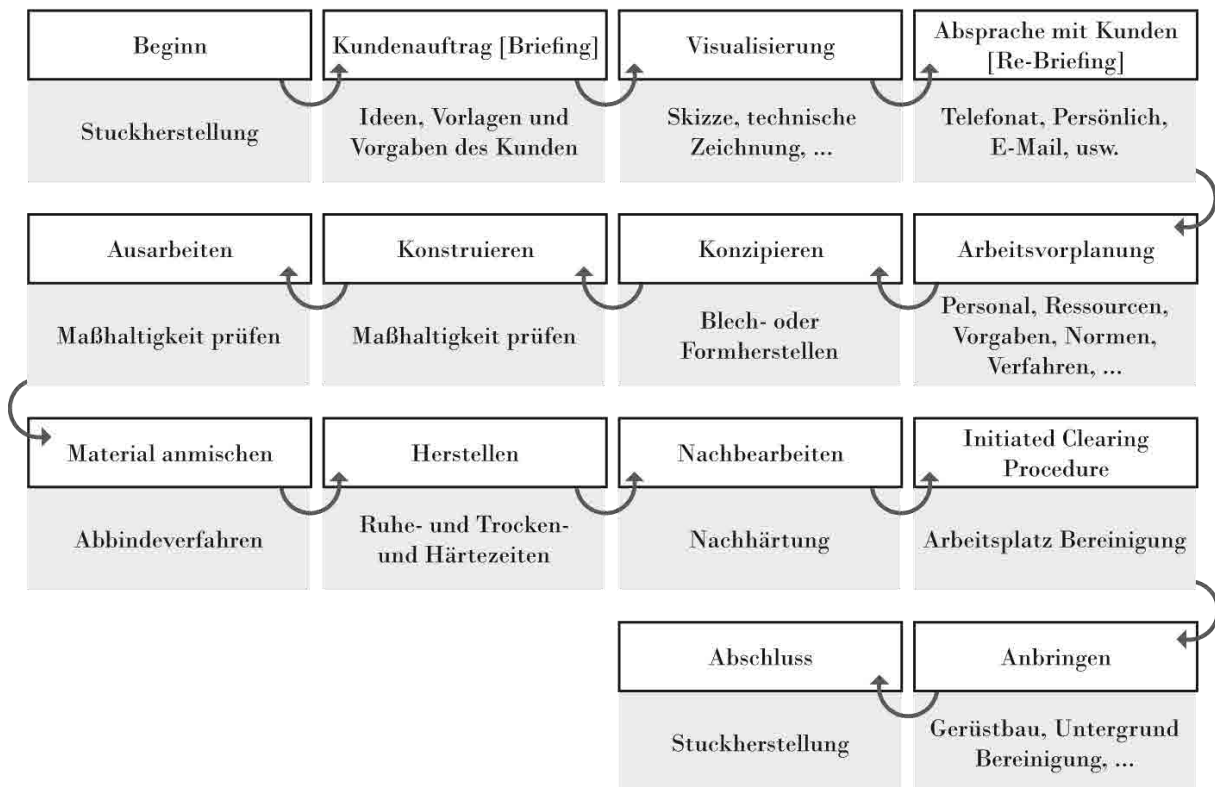 Beginn
Stuckherstellung
Kundenauftrag [Briefing]
Ideen, Vorlagen und
Vorgaben des Kunden
Visualisierung
Skizze, technische
Zeichnung, ...
Absprache mit Kunden
[Re-Briefing]
Telefonat, Persönlich,
E-Mail, usw.
Arbeitsvorplanung
Personal, Ressourcen,
Vorgaben, Normen,
Verfahren, ...
Konzipieren
Blech- oder
Formherstellen
Konstruieren
Maßhaltigkeit prüfen
Ausarbeiten
Maßhaltigkeit prüfen
Material anmischen
Abbindeverfahren
Herstellen
Ruhe- und Trocken-
und Härtezeiten
Nachbearbeiten
Nachhärtung
Initiated Clearing
Procedure
Arbeitsplatz Bereinigung
Anbringen
Gerüstbau, Untergrund
Bereinigung, ...
Abschluss
Stuckherstellung